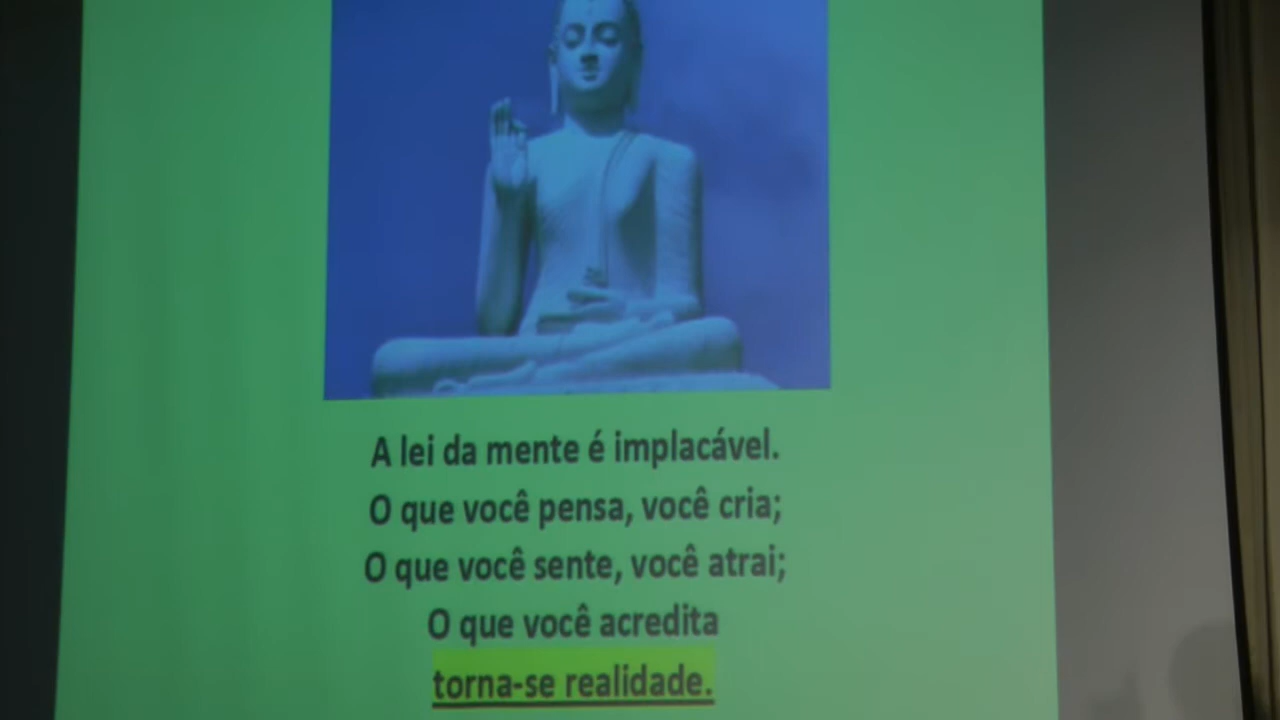 A lei da mente é implacável.
O que você pensa, você cria;
O que você sente, você atrai;
O que você acredita
torna-se realidade.